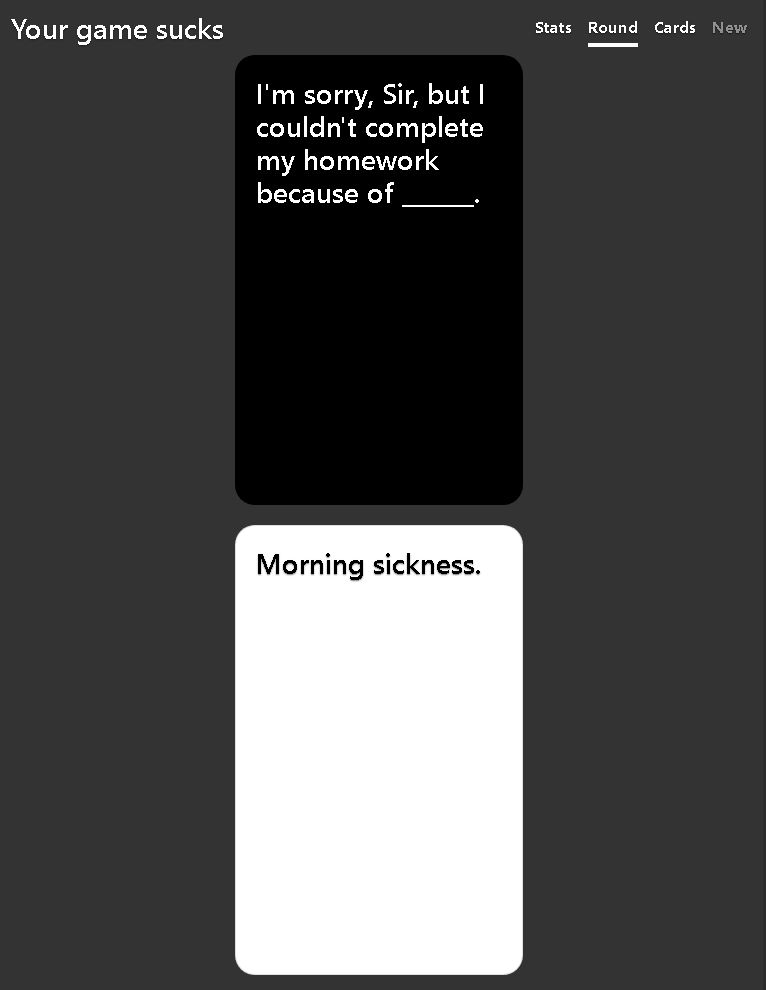 Your game sucks
Stats Round Cards New
I'm sorry, Sir, but I
couldn't complete
my homework
because of ______.
Morning sickness.